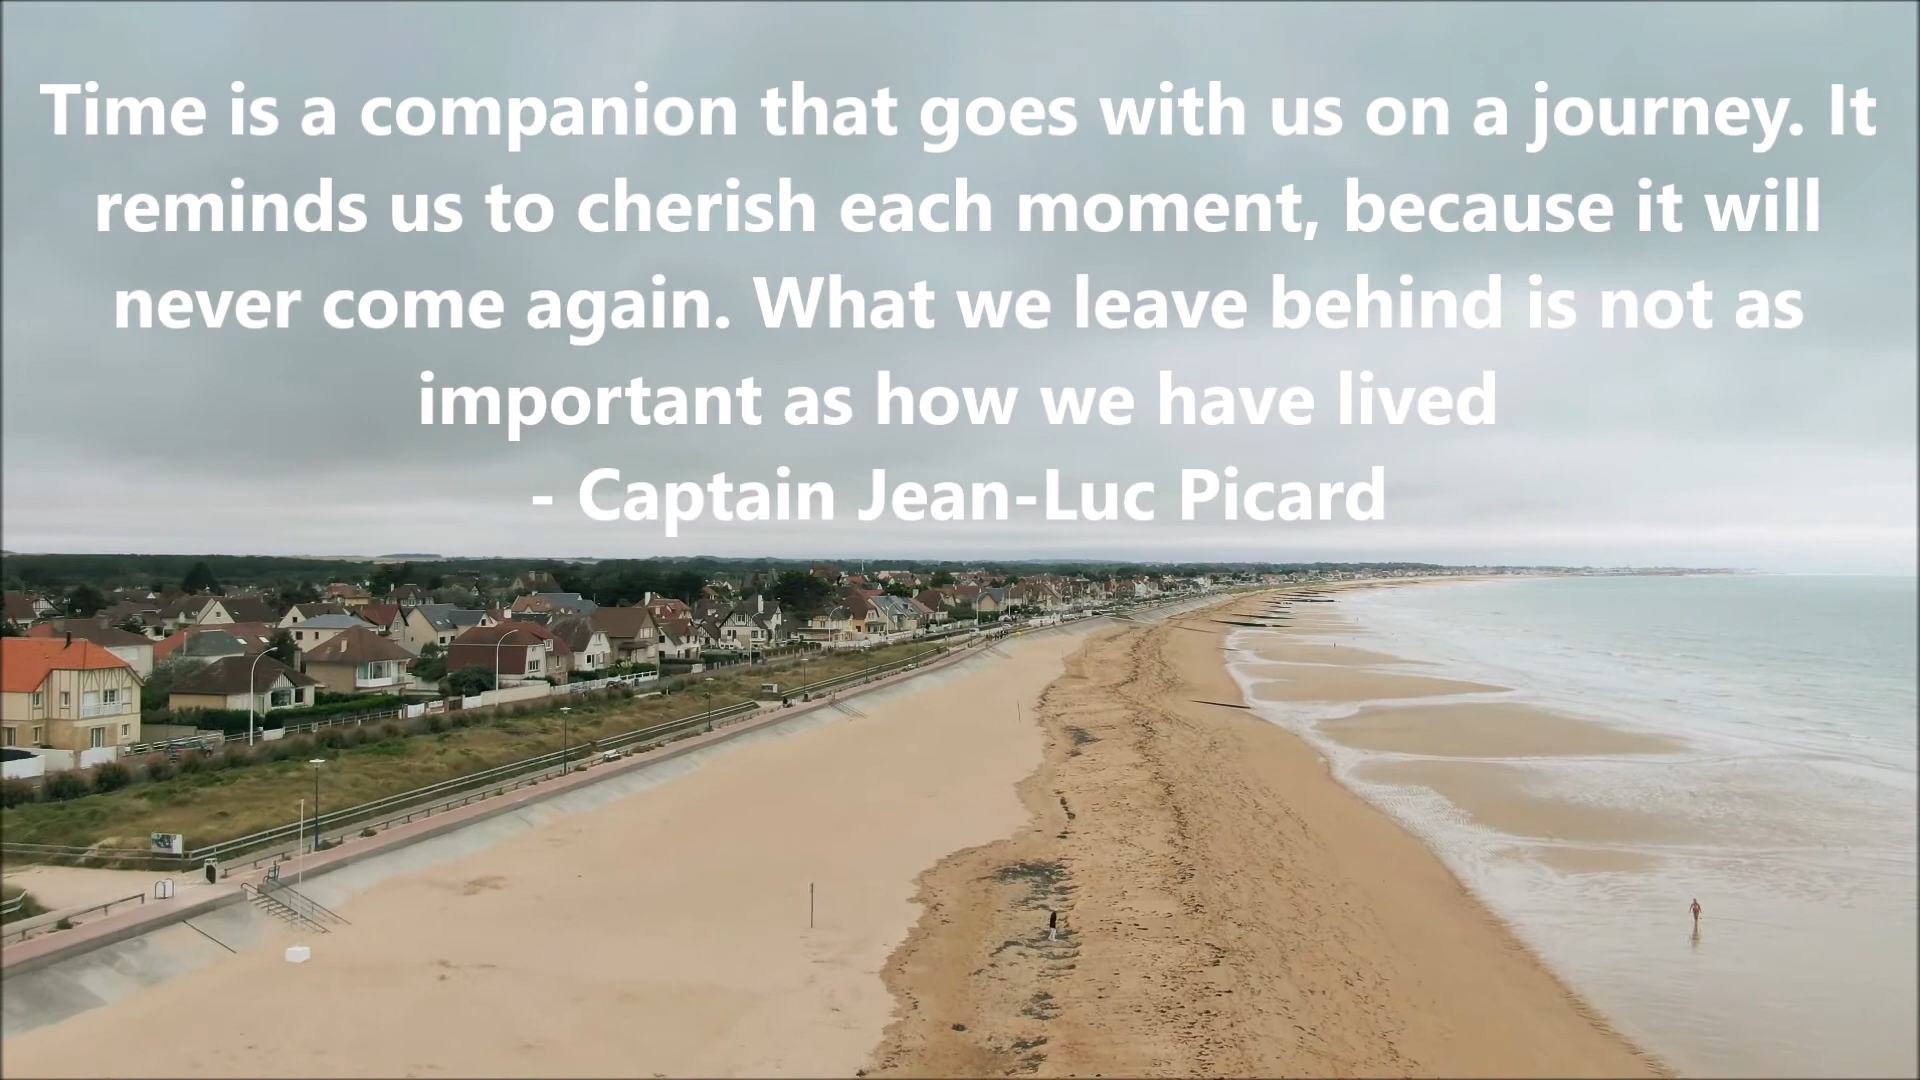 Time is a companion that goes with us on a journey. It
reminds us to cherish each moment, because it will
never come again. What we leave behind is not as
important as how we have lived
- Captain Jean-Luc Picard